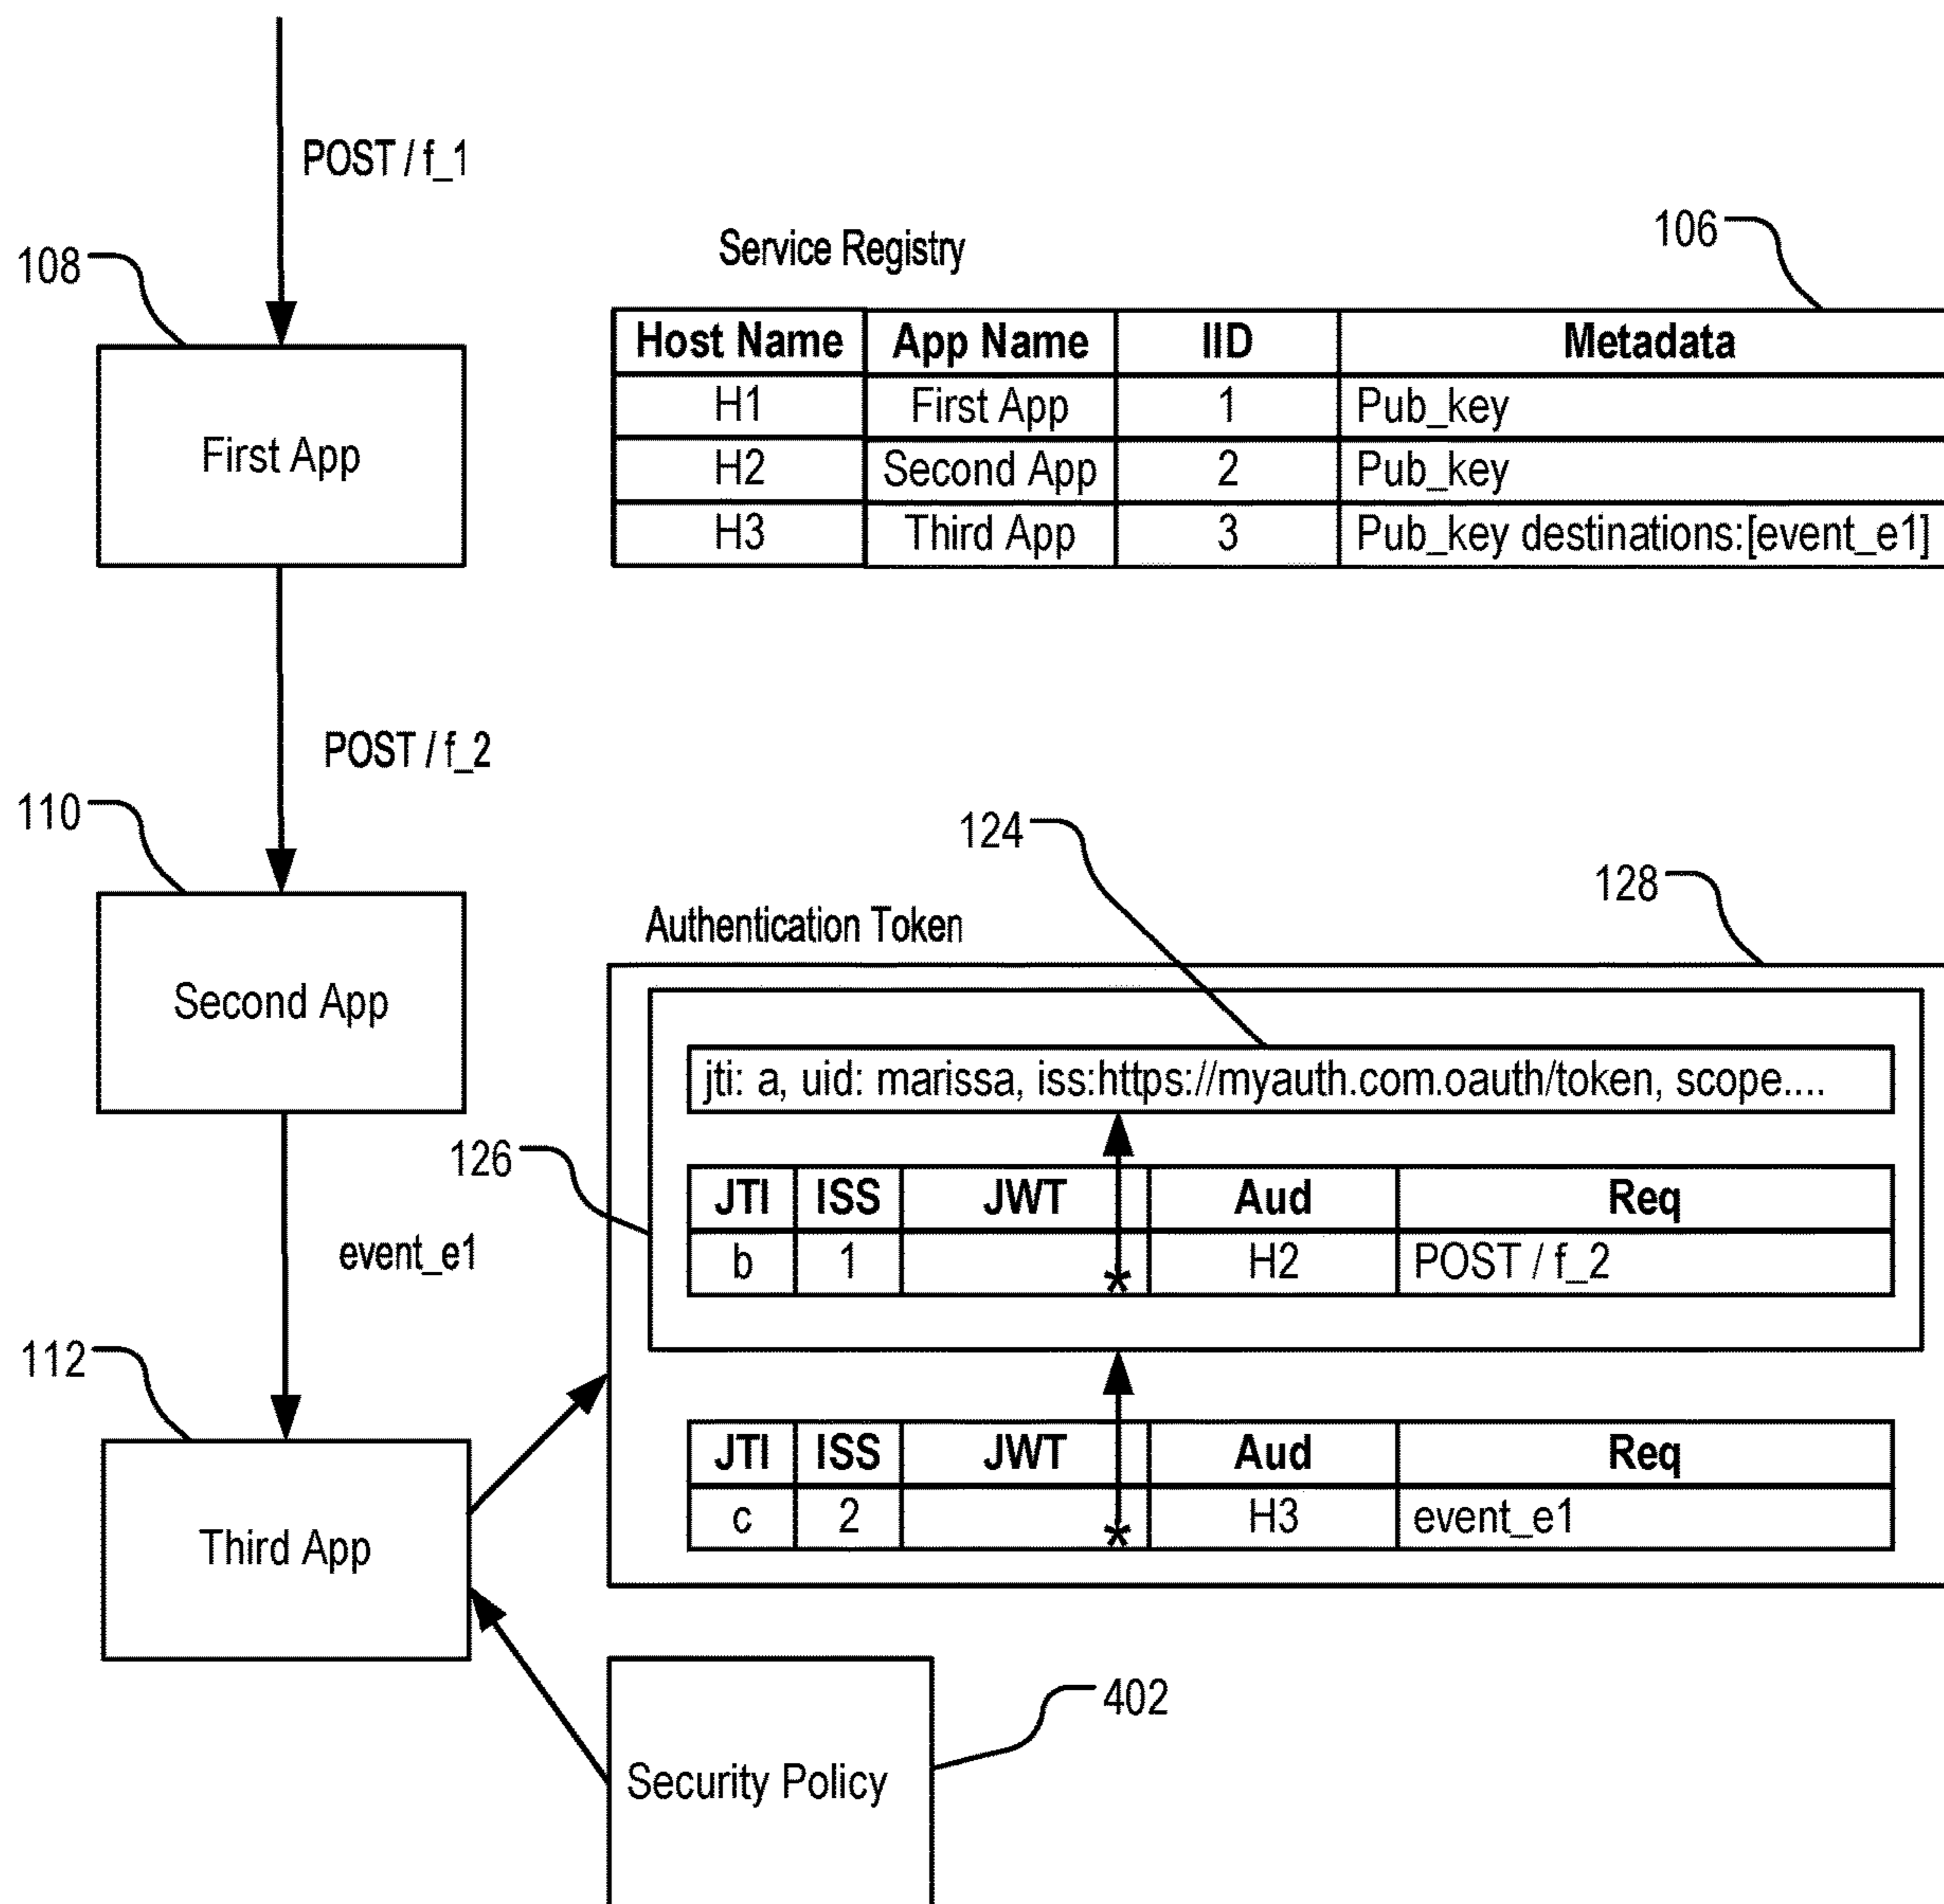 POST / f_1
108
Service Registry
106
Host Name App Name IID Metadata
H1 First App 1 Pub_key
H2 Second App 2 Pub_key
H3 Third App 3 Pub_key destinations:[event_e1]
First App
POST / f_2
110
124
128
Authentication Token
Second App
jti: a, uid: marissa, iss:https://myauth.com.oauth/token, scope....
126
JTI ISS JWT Aud Req
b 1 * H2 POST / f_2
event_e1
112
JTI ISS JWT Aud Req
c 2 * H3 event_e1
Third App
402
Security Policy